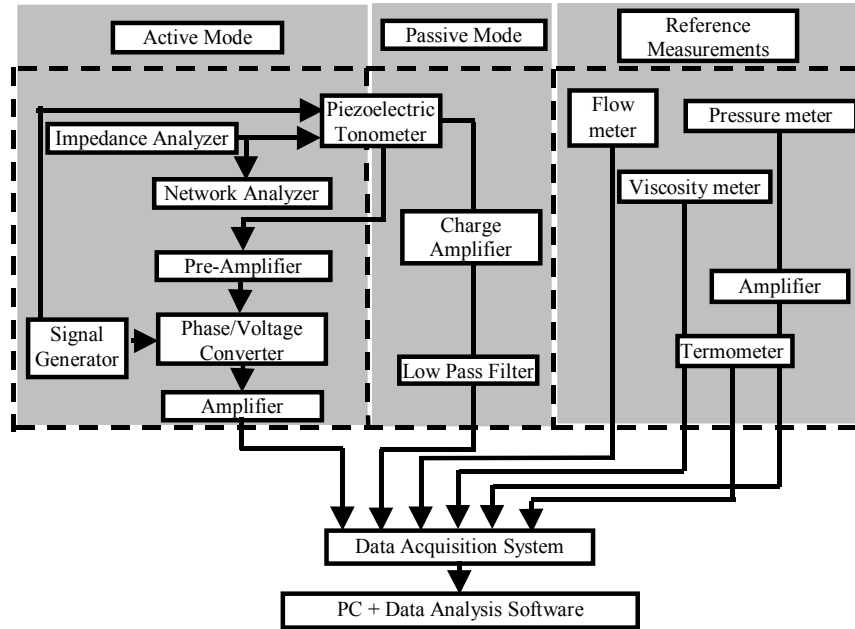 Active Mode
Passive Mode
Reference
Measurements
Piezoelectric
Tonometer
Impedance Analyzer
Network Analyzer
Pre-Amplifier
Signal
Generator
Phase/Voltage
Converter
Amplifier
Charge
Amplifier
Low Pass Filter
Flow
meter
Pressure meter
Viscosity meter
Amplifier
Termometer
Data Acquisition System
PC + Data Analysis Software